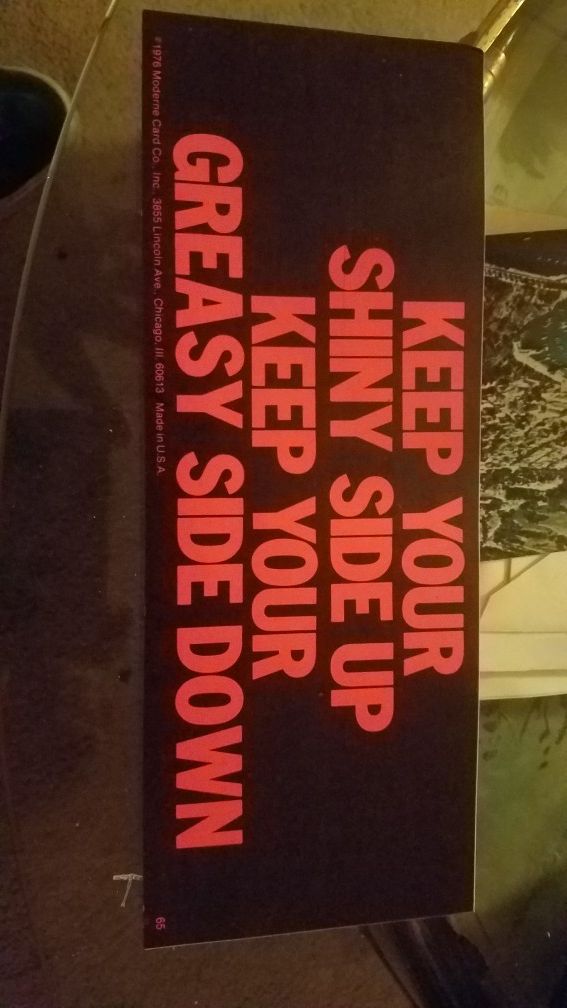 KEEP YOUR
SHINY SIDE UP
KEEP YOUR
GREASY SIDE DOWN
©1976 Moderne Card Co., Inc., 3855 Lincoln Ave., Chicago, Ill. 60613 Made in U.S.A.
65